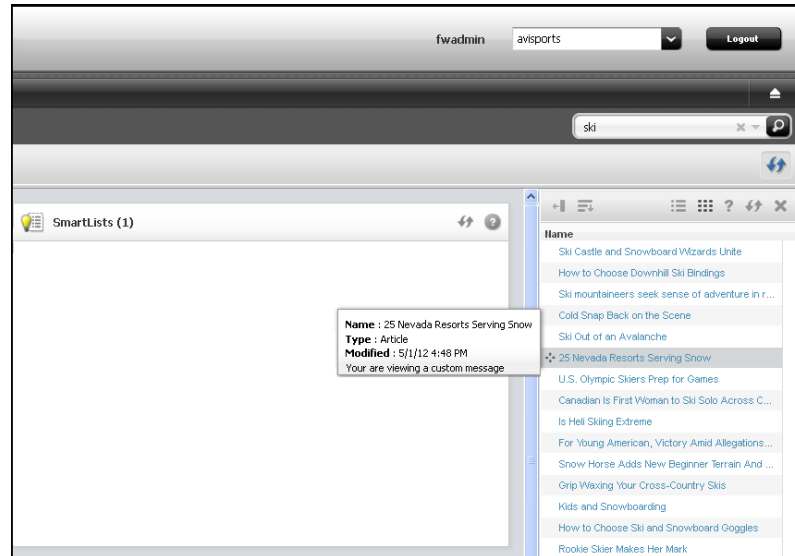 fwadmin
avisports
Logout
ski
SmartLists (1)
Name
Ski Castle and Snowboard Wizards Unite
How to Choose Downhill Ski Bindings
Ski mountaineers seek sense of adventure in r...
Cold Snap Back on the Scene
Ski Out of an Avalanche
25 Nevada Resorts Serving Snow
U.S. Olympic Skiers Prep for Games
Canadian Is First Woman to Ski Solo Across C...
Is Heli Skiing Extreme
For Young American, Victory Amid Allegations...
Snow Horse Adds New Beginner Terrain And ...
Grip Waxing Your Cross-Country Skis
Kids and Snowboarding
How to Choose Ski and Snowboard Goggles
Rookie Skier Makes Her Mark
Name : 25 Nevada Resorts Serving Snow
Type : Article
Modified : 5/1/12 4:48 PM
Your are viewing a custom message